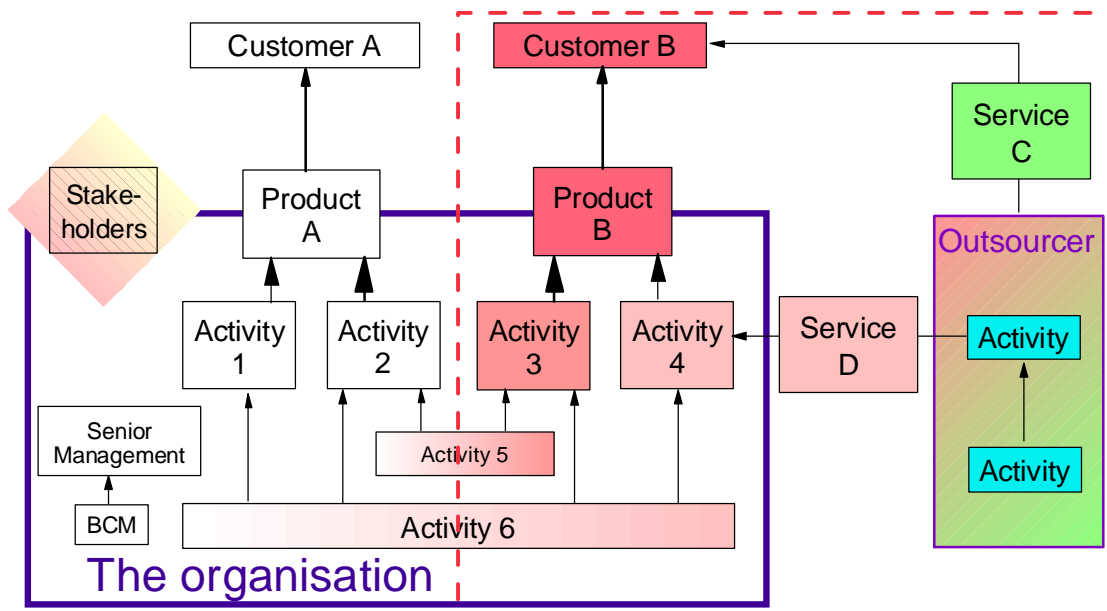 Customer A
Customer B
Service
C
Stake-
holders
Product
A
Product
B
Outsourcer
Activity
1
Activity
2
Activity
3
Activity
4
Service
D
Activity
Senior
Management
Activity 5
Activity
BCM
Activity 6
The organisation